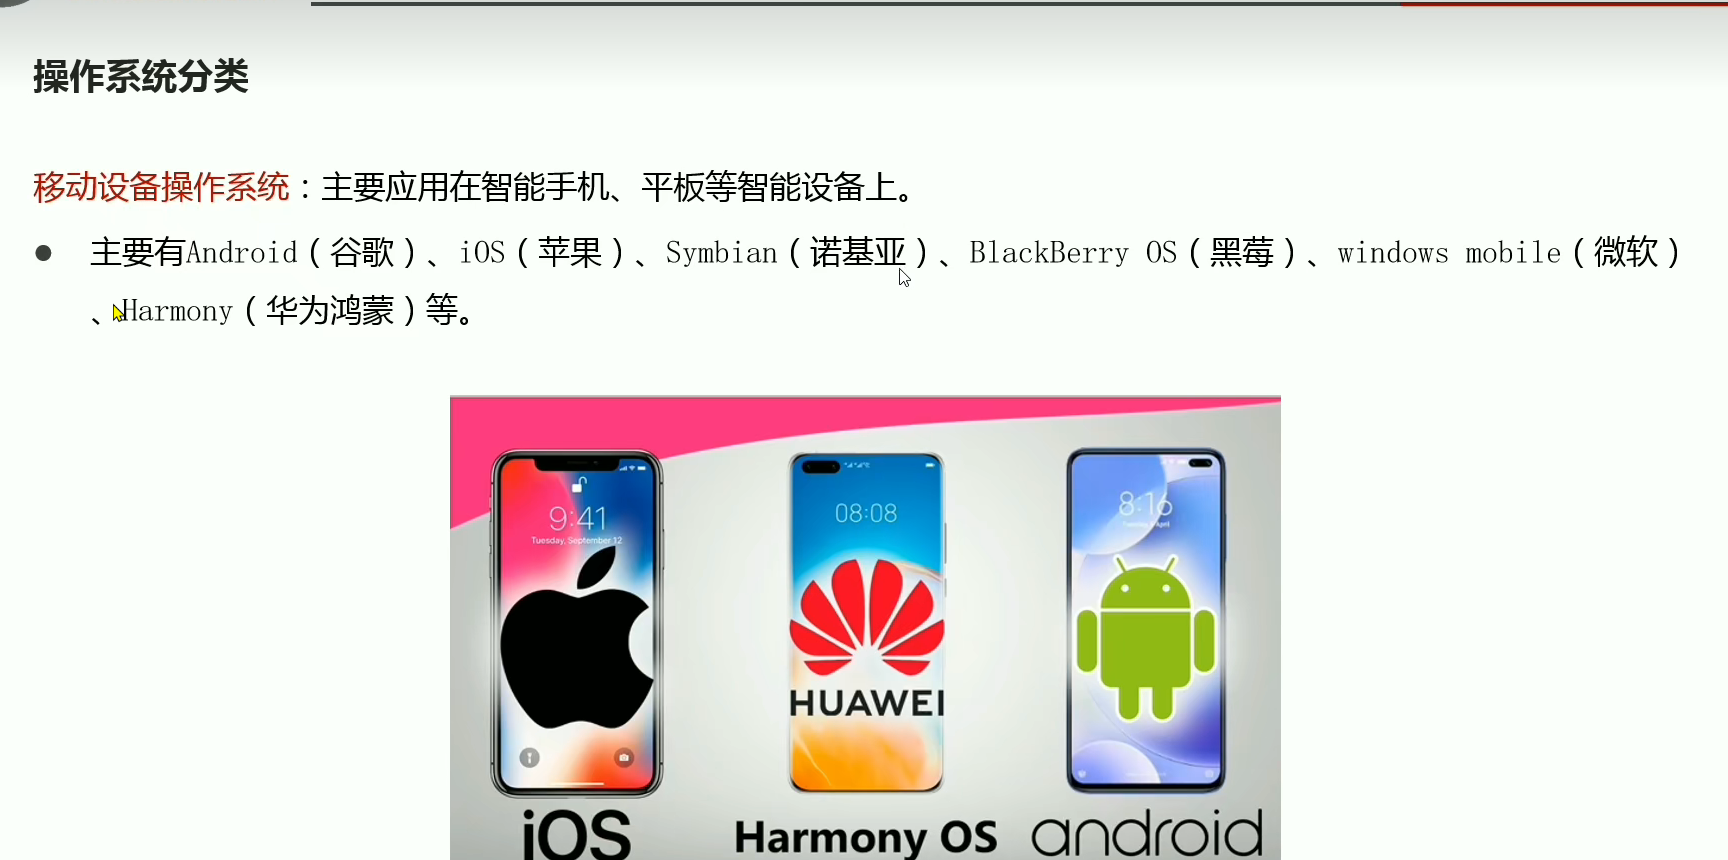 操作系统分类
移动设备操作系统：主要应用在智能手机、平板等智能设备上。
● 主要有Android（谷歌）、iOS（苹果）、Symbian（诺基亚）、BlackBerry OS（黑莓）、windows mobile（微软）
、Harmony（华为鸿蒙）等。
9:41
Tuesday, September 12
08:08
8:16
HUAWEI
iOS
Harmony OS
android